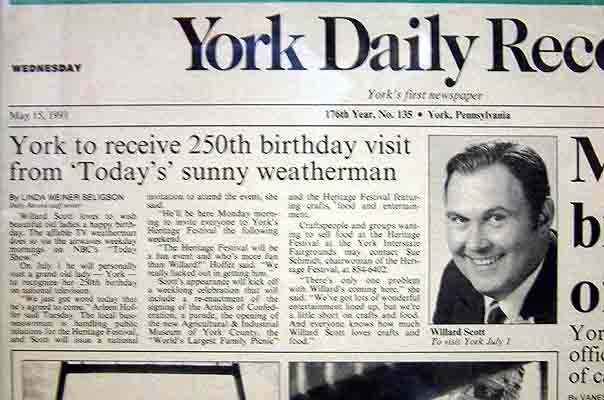 WEDNESDAY
York Daily Reco
York's first newspaper
May 15, 1991
176th Year, No. 135 • York, Pennsylvania
York to receive 250th birthday visit
from ‘Today's’ sunny weatherman
By LINDA WEINER SELIGSON
Daily Record staff writer
Willard Scott loves to wish
beautiful old ladies a happy birth-
day. The affable TV weatherman
does so via the airwaves weekday
mornings on NBC's "Today
Show."
On July 1 he will personally
visit a grand old lady — York —
to recognize her 250th birthday
on national television.
"We just got word today that
he's agreed to come," Arleen Hof-
fer said Tuesday. The local busi-
nesswoman is handling public
relations for the Heritage Festival,
and Scott will issue a national
invitation to attend the event, she
said.
"He'll be here Monday morn-
ing to invite everyone to York's
Heritage Festival the following
weekend.
"The Heritage Festival will be
a fun event and who's more fun
than Willard?" Hoffer said. "We
really lucked out in getting him."
Scott's appearance will kick off
a weeklong celebration that will
include a re-enactment of the
signing of the Articles of Confed-
eration, a parade, the opening of
the new Agricultural & Industrial
Museum of York County, the
"World's Largest Family Picnic"
and the Heritage Festival featur-
ing crafts, food and entertain-
ment.
Craftspeople and groups want-
ing to sell food at the Heritage
Festival at the York Interstate
Fairgrounds may contact Sue
Schmidt, chairwoman of the Heri-
tage Festival, at 884-6402.
"There's only one problem
with Willard's coming here," she
said. "We've got lots of wonderful
entertainment lined up, but we're
a little short on crafts and food.
And everyone knows how much
Willard Scott loves crafts and
food."
Willard Scott
To visit York July 1
M
b
o
Yor
offic
of ca
By VANES